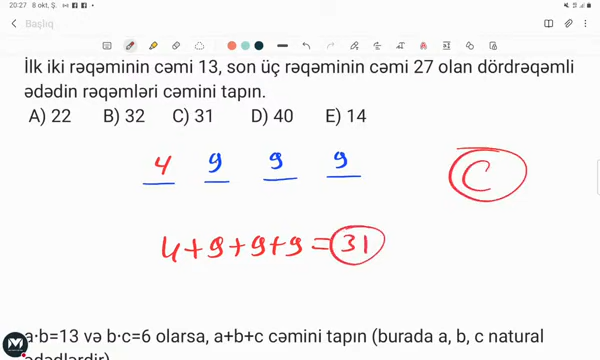 20:27 8 okt, Ş.
Başlıq
İlk iki rəqəminin cəmi 13, son üç rəqəminin cəmi 27 olan dördrəqəmli
ədədin rəqəmləri cəmini tapın.
A) 22 B) 32 C) 31 D) 40 E) 14
4 9 9 9
C
4+9+9+9=31
a·b=13 və b·c=6 olarsa, a+b+c cəmini tapın (burada a, b, c natural
ədədlərdir)